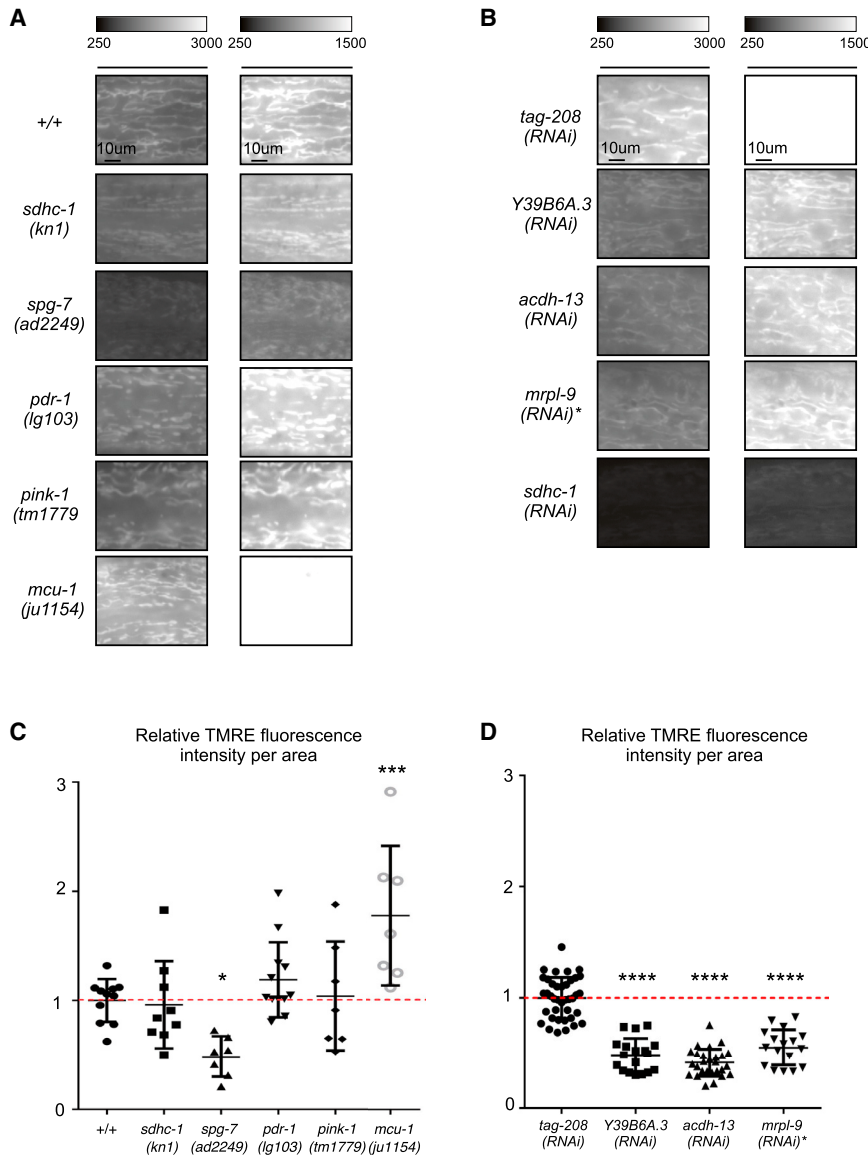 A
250 3000 250 1500
+/+
10um 10um
sdhc-1
(kn1)
spg-7
(ad2249)
pdr-1
(lg103)
pink-1
(tm1779
mcu-1
(ju1154)
B
250 3000 250 1500
tag-208
(RNAi)
10um 10um
Y39B6A.3
(RNAi)
acdh-13
(RNAi)
mrpl-9
(RNAi)*
sdhc-1
(RNAi)
C
Relative TMRE fluorescence
intensity per area
3
2
1
0
*
***
+/+ sdhc-1 spg-7 pdr-1 pink-1 mcu-1
(kn1) (ad2249) (lg103) (tm1779) (ju1154)
D
Relative TMRE fluorescence
intensity per area
3
2
1
0
**** **** ****
tag-208 Y39B6A.3 acdh-13 mrpl-9
(RNAi) (RNAi) (RNAi) (RNAi)*